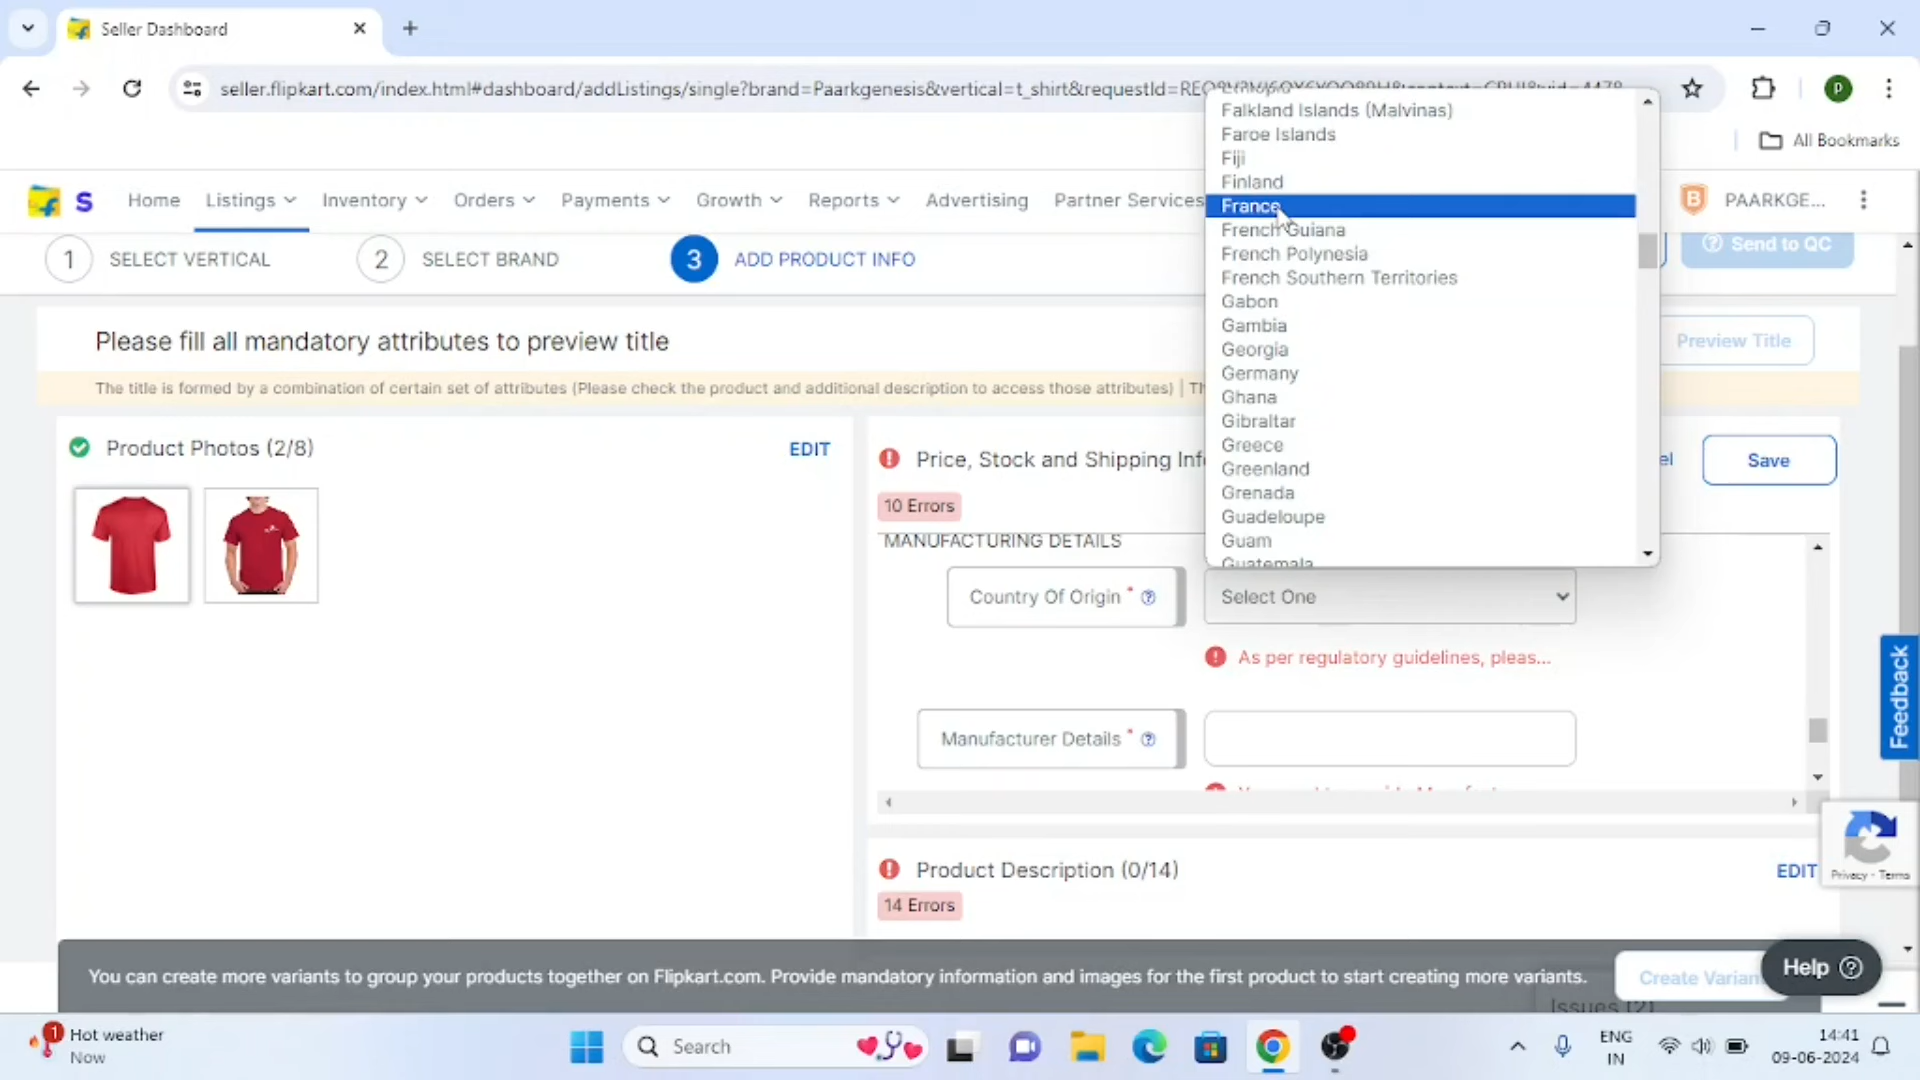 Seller Dashboard
seller.flipkart.com/index.html#dashboard/addListings/single?brand=Paarkgenesis&vertical=t_shirt&requestId=
All Bookmarks
Home
Listings
Inventory
Orders
Payments
Growth
Reports
Advertising
Partner Services
PAARKGE...
1 SELECT VERTICAL
2 SELECT BRAND
3 ADD PRODUCT INFO
Send to QC
Please fill all mandatory attributes to preview title
Preview Title
The title is formed by a combination of certain set of attributes (Please check the product and additional description to access those attributes) |
Falkland Islands (Malvinas)
Faroe Islands
Fiji
Finland
France
French Guiana
French Polynesia
French Southern Territories
Gabon
Gambia
Georgia
Germany
Ghana
Gibraltar
Greece
Greenland
Grenada
Guadeloupe
Guam
Guatemala
Product Photos (2/8)
EDIT
Price, Stock and Shipping
Save
10 Errors
MANUFACTURING DETAILS
Country Of Origin *
Select One
As per regulatory guidelines, pleas...
Manufacturer Details *
Product Description (0/14)
EDIT
14 Errors
Feedback
Privacy - Terms
You can create more variants to group your products together on Flipkart.com. Provide mandatory information and images for the first product to start creating more variants.
Create Varian
Help
Issues (2)
1
Hot weather
Now
Search
ENG
IN
14:41
09-06-2024